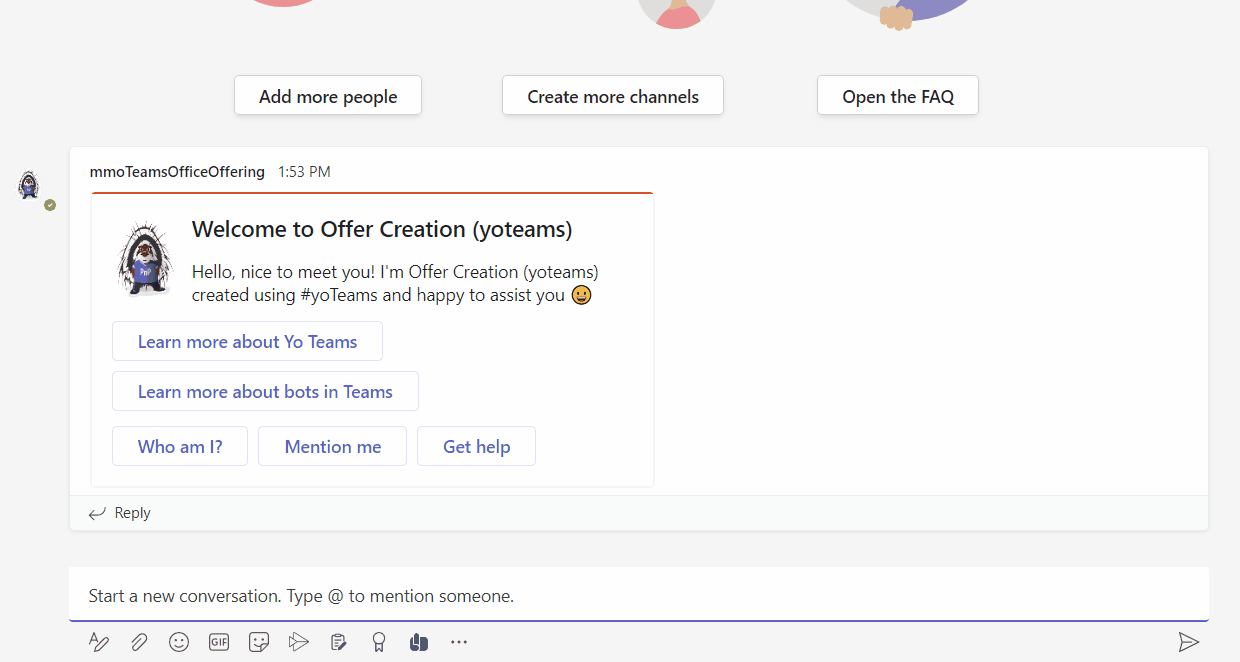 Add more people
Create more channels
Open the FAQ
mmoTeamsOfficeOffering 1:53 PM
Welcome to Offer Creation (yoteams)
Hello, nice to meet you! I'm Offer Creation (yoteams)
created using #yoTeams and happy to assist you 😀
PnP
Learn more about Yo Teams
Learn more about bots in Teams
Who am I?
Mention me
Get help
Reply
Start a new conversation. Type @ to mention someone.
GIF